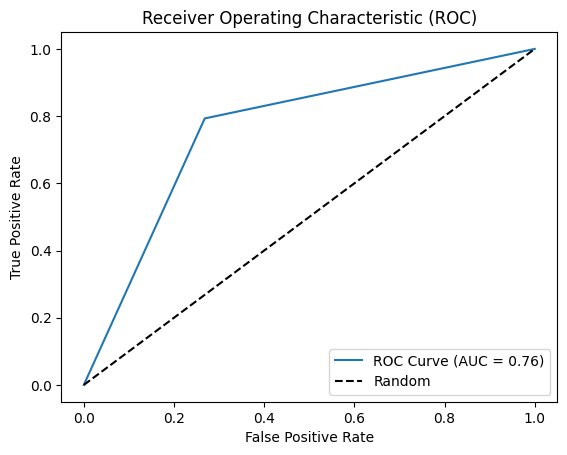 Receiver Operating Characteristic (ROC)
1.0
0.8
0.6
0.4
0.2
0.0
True Positive Rate
ROC Curve (AUC = 0.76)
Random
0.0 0.2 0.4 0.6 0.8 1.0
False Positive Rate